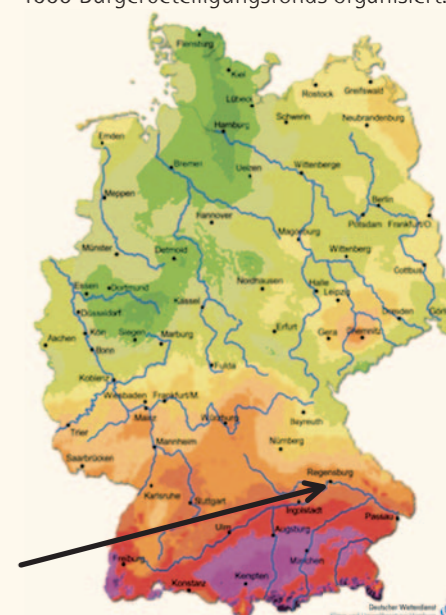 1000 Bürgerbeteiligungsfonds organisiert.
Flensburg
Kiel
Lübeck
Rostock
Greifswald
Schwerin
Neubrandenburg
Hamburg
Emden
Bremen
Uelzen
Wittenberge
Meppen
Berlin
Hannover
Potsdam
Frankfurt/O.
Magdeburg
Münster
Detmold
Wittenberg
Nordhausen
Cottbus
Essen
Dortmund
Halle
Leipzig
Düsseldorf
Kassel
Dresden
Görl
Köln
Siegen
Marburg
Erfurt
Gera
Chemnitz
Aachen
Bonn
Koblenz
Fulda
Wiesbaden
Frankfurt/M.
Mainz
Würzburg
Bayreuth
Trier
Mannheim
Nürnberg
Saarbrücken
Regensburg
Karlsruhe
Stuttgart
Ingolstadt
Passau
Ulm
Augsburg
Freiburg
München
Konstanz
Kempten
Deutscher Wetterdienst